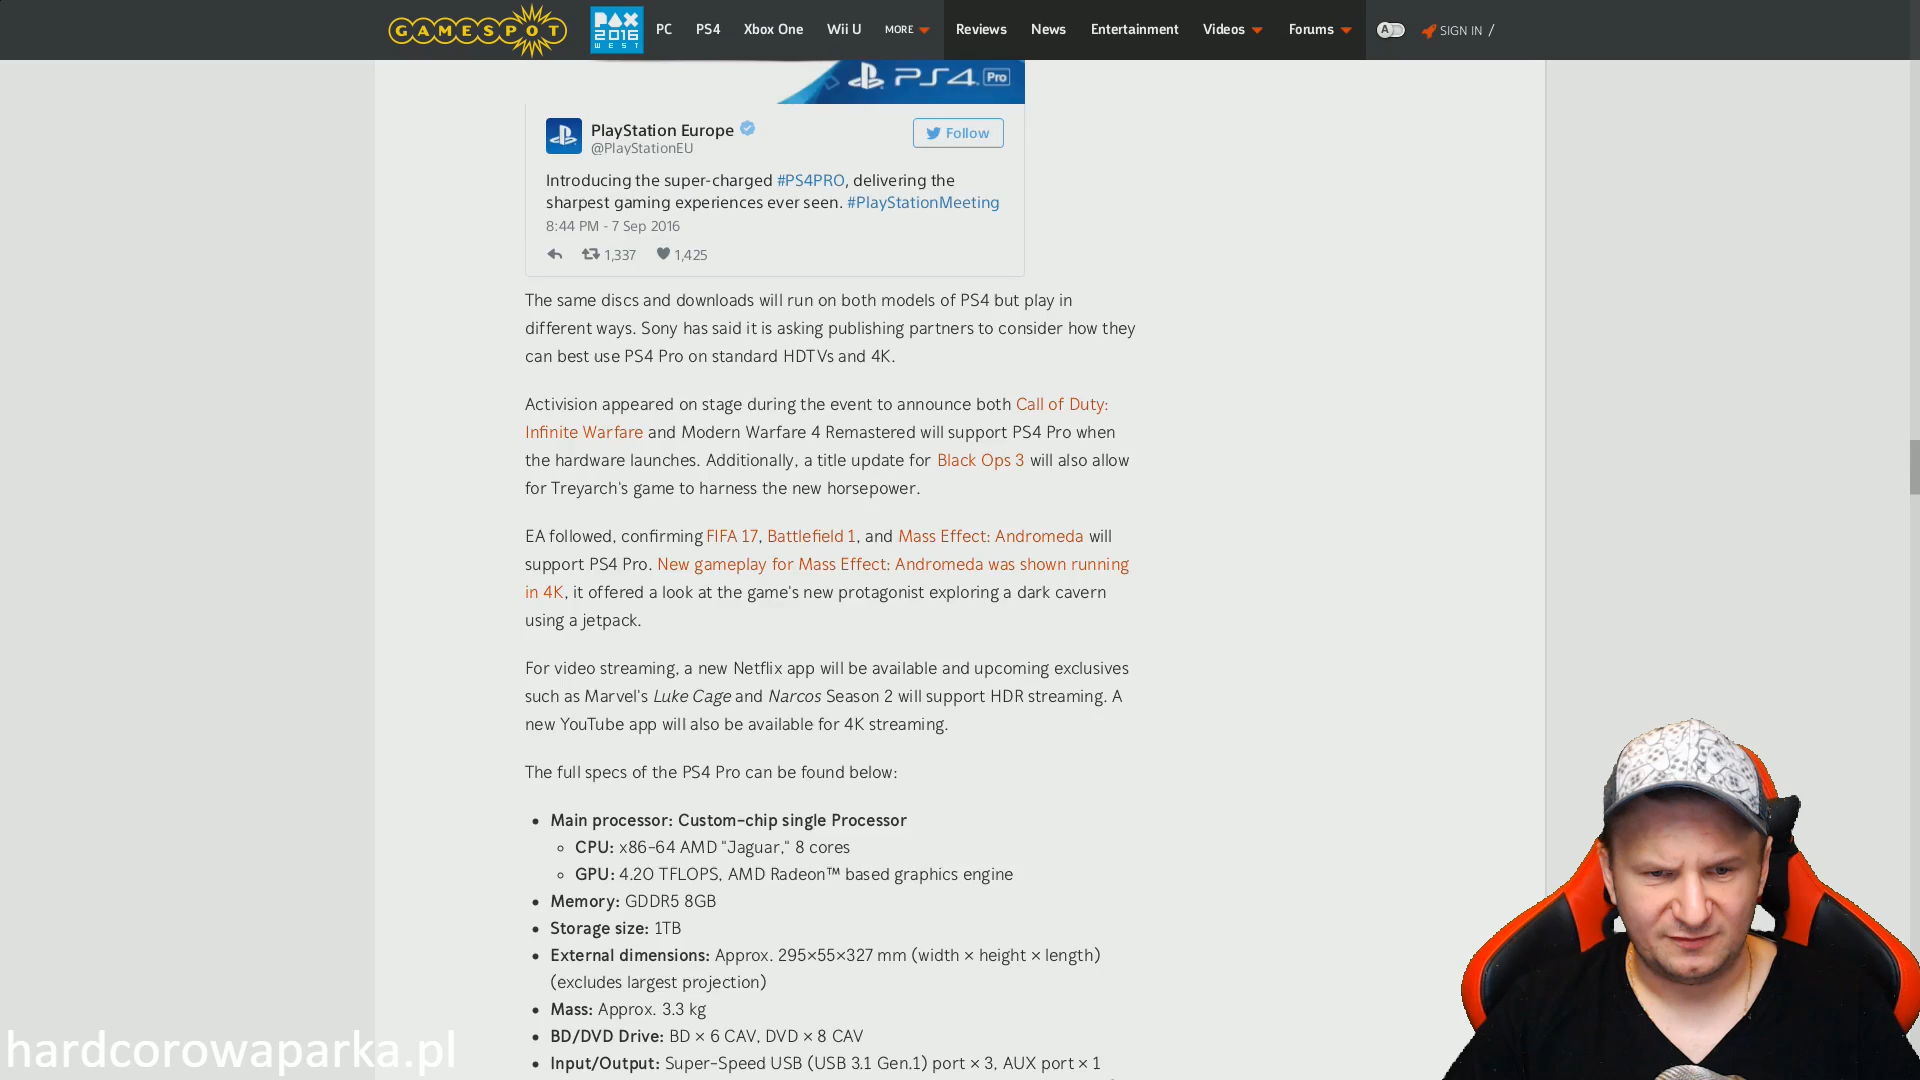 GAMESPOT
PAX 2016 WEST
PC PS4 Xbox One Wii U MORE Reviews News Entertainment Videos Forums A SIGN IN /
PS4 Pro
PlayStation Europe
Follow
@PlayStationEU
Introducing the super-charged #PS4PRO, delivering the
sharpest gaming experiences ever seen. #PlayStationMeeting
8:44 PM - 7 Sep 2016
1,337 1,425
The same discs and downloads will run on both models of PS4 but play in
different ways. Sony has said it is asking publishing partners to consider how they
can best use PS4 Pro on standard HDTVs and 4K.
Activision appeared on stage during the event to announce both Call of Duty:
Infinite Warfare and Modern Warfare 4 Remastered will support PS4 Pro when
the hardware launches. Additionally, a title update for Black Ops 3 will also allow
for Treyarch's game to harness the new horsepower.
EA followed, confirming FIFA 17, Battlefield 1, and Mass Effect: Andromeda will
support PS4 Pro. New gameplay for Mass Effect: Andromeda was shown running
in 4K, it offered a look at the game's new protagonist exploring a dark cavern
using a jetpack.
For video streaming, a new Netflix app will be available and upcoming exclusives
such as Marvel's Luke Cage and Narcos Season 2 will support HDR streaming. A
new YouTube app will also be available for 4K streaming.
The full specs of the PS4 Pro can be found below:
• Main processor: Custom-chip single Processor
◦ CPU: x86-64 AMD "Jaguar," 8 cores
◦ GPU: 4.20 TFLOPS, AMD Radeon™ based graphics engine
• Memory: GDDR5 8GB
• Storage size: 1TB
• External dimensions: Approx. 295×55×327 mm (width × height × length)
(excludes largest projection)
• Mass: Approx. 3.3 kg
• BD/DVD Drive: BD × 6 CAV, DVD × 8 CAV
• Input/Output: Super-Speed USB (USB 3.1 Gen.1) port × 3, AUX port × 1
hardcorowaparka.pl